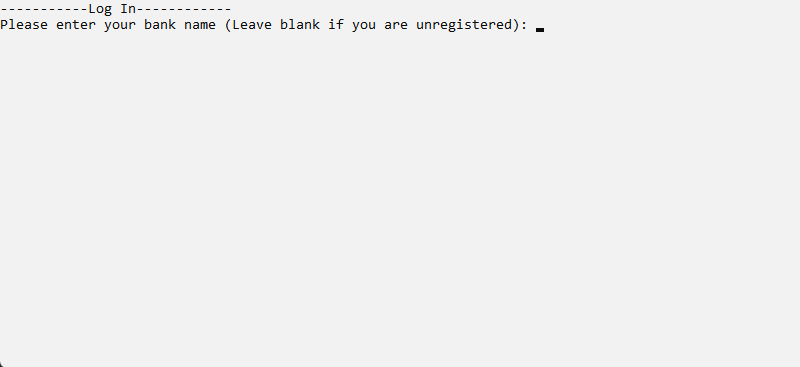 -----------Log In------------
Please enter your bank name (Leave blank if you are unregistered):